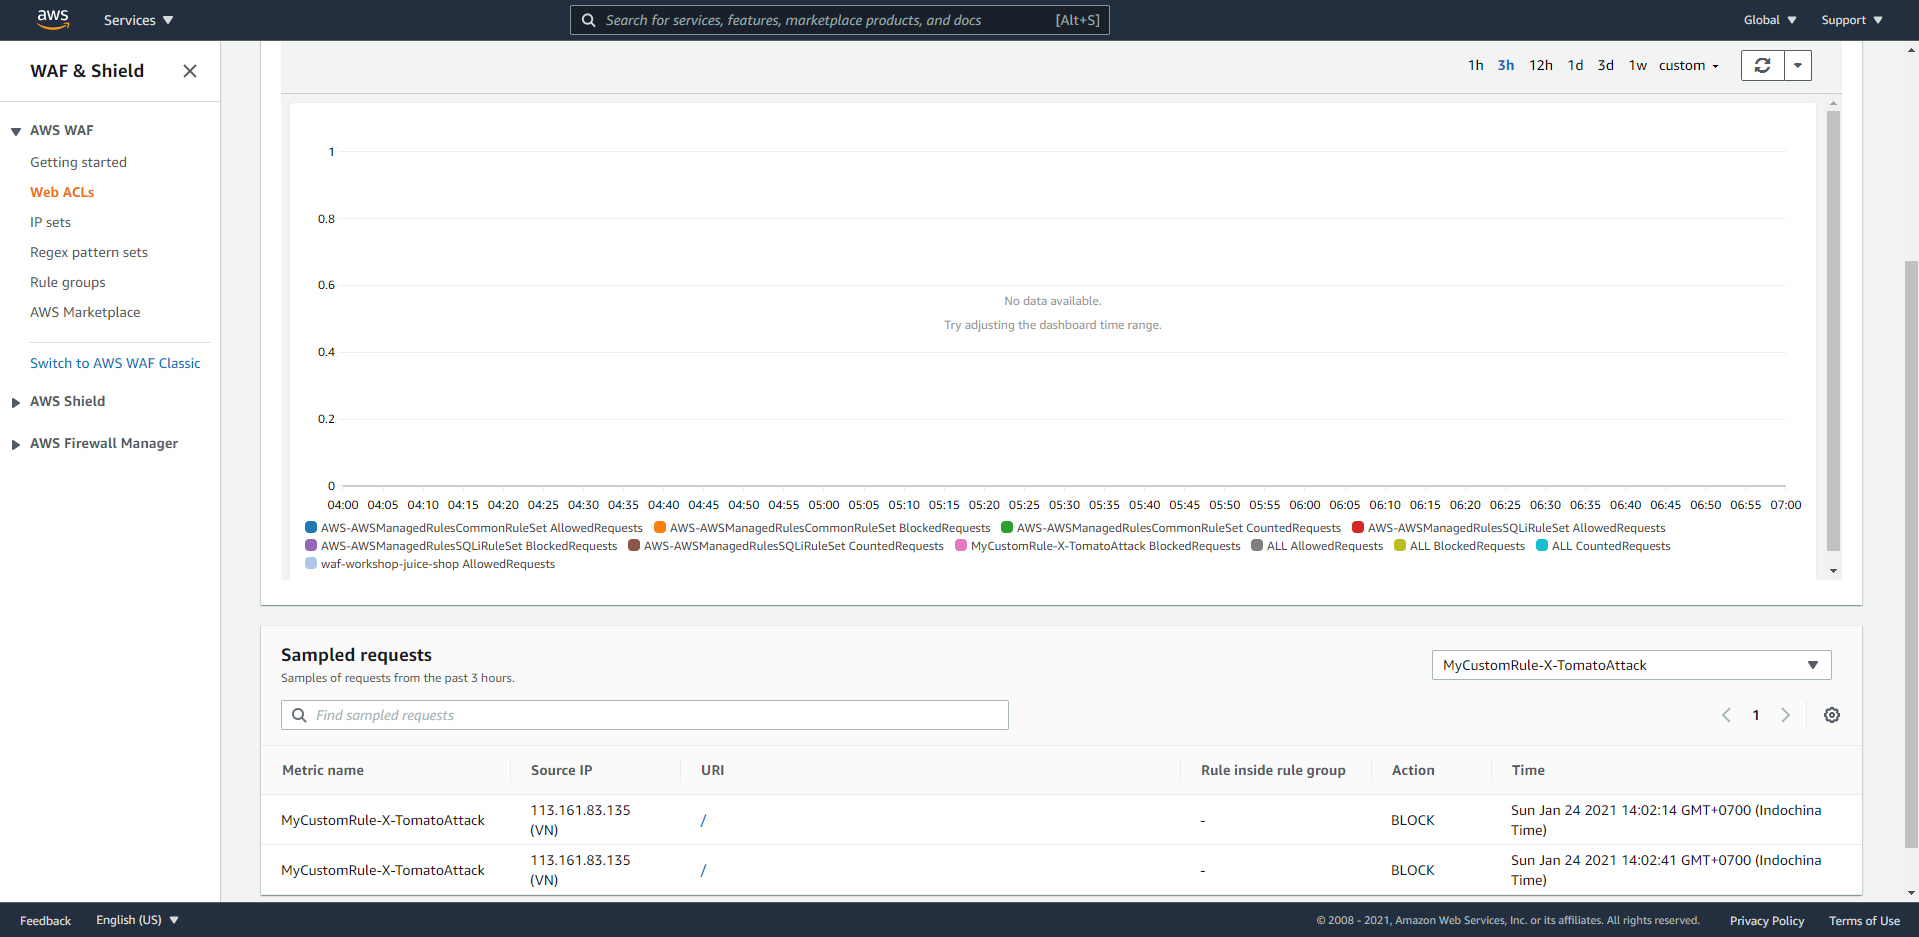 aws Services Search for services, features, marketplace products, and docs [Alt+S] Global Support
WAF & Shield
AWS WAF
Getting started
Web ACLs
IP sets
Regex pattern sets
Rule groups
AWS Marketplace
Switch to AWS WAF Classic
AWS Shield
AWS Firewall Manager
1h 3h 12h 1d 3d 1w custom
1
0.8
0.6
No data available.
Try adjusting the dashboard time range.
0.4
0.2
0
04:00 04:05 04:10 04:15 04:20 04:25 04:30 04:35 04:40 04:45 04:50 04:55 05:00 05:05 05:10 05:15 05:20 05:25 05:30 05:35 05:40 05:45 05:50 05:55 06:00 06:05 06:10 06:15 06:20 06:25 06:30 06:35 06:40 06:45 06:50 06:55 07:00
AWS-AWSManagedRulesCommonRuleSet AllowedRequests AWS-AWSManagedRulesCommonRuleSet BlockedRequests AWS-AWSManagedRulesCommonRuleSet CountedRequests AWS-AWSManagedRulesSQLiRuleSet AllowedRequests
AWS-AWSManagedRulesSQLiRuleSet BlockedRequests AWS-AWSManagedRulesSQLiRuleSet CountedRequests MyCustomRule-X-TomatoAttack BlockedRequests ALL AllowedRequests ALL BlockedRequests ALL CountedRequests
waf-workshop-juice-shop AllowedRequests
Sampled requests
Samples of requests from the past 3 hours.
MyCustomRule-X-TomatoAttack
Find sampled requests
1
Metric name Source IP URI Rule inside rule group Action Time
MyCustomRule-X-TomatoAttack 113.161.83.135 (VN) / - BLOCK Sun Jan 24 2021 14:02:14 GMT+0700 (Indochina Time)
MyCustomRule-X-TomatoAttack 113.161.83.135 (VN) / - BLOCK Sun Jan 24 2021 14:02:41 GMT+0700 (Indochina Time)
Feedback English (US) © 2008 - 2021, Amazon Web Services, Inc. or its affiliates. All rights reserved. Privacy Policy Terms of Use